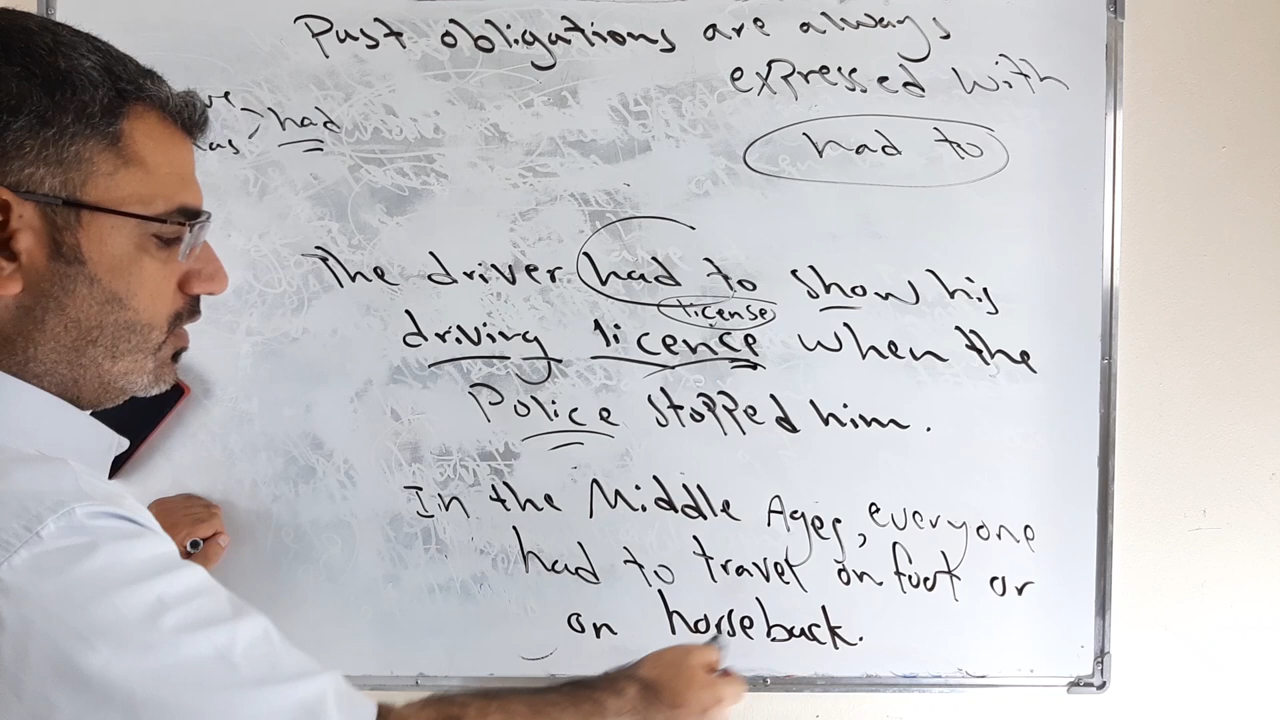 Past obligations are always
expressed with
had
had to
The driver had to show his
license
driving licence when the
Police stopped him.
In the Middle Ages, everyone
had to travel on foot or
on horseback.